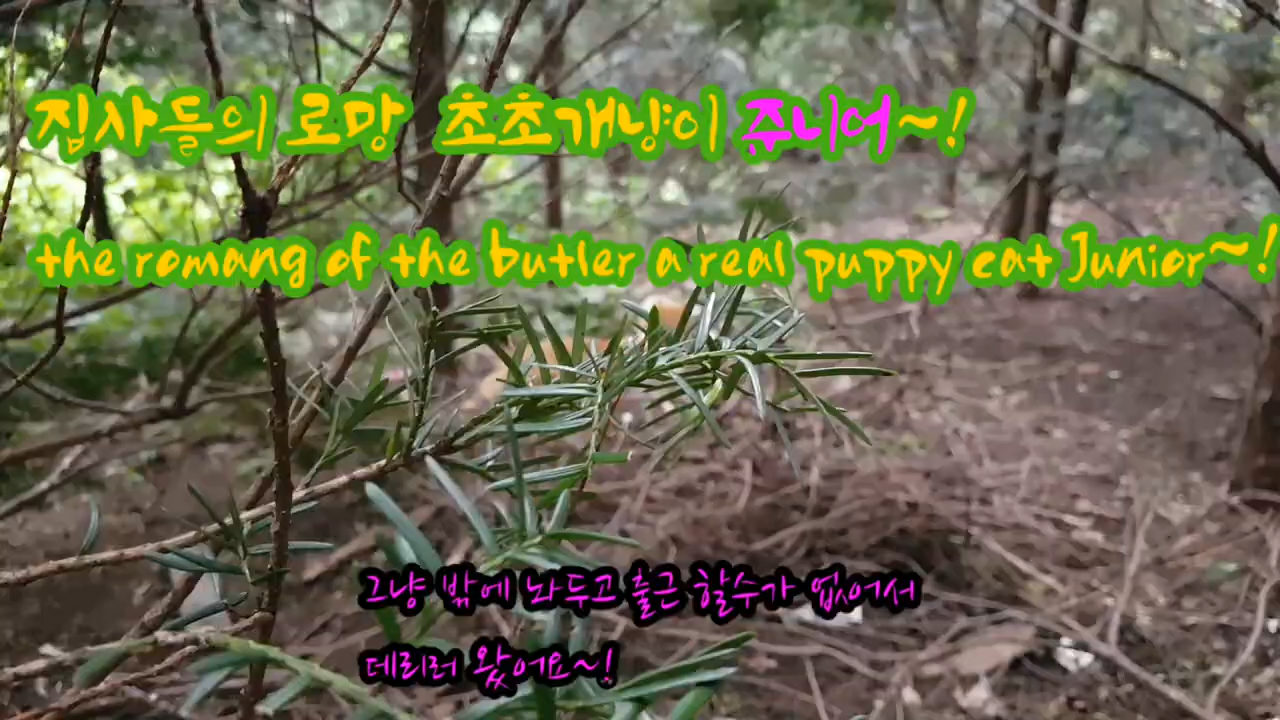 집사들의 로망 초초개냥이 쥬니어~!
the romang of the butler a real puppy cat Junior~!
그냥 밖에 놔두고 출근 할수가 없어서
데리러 왔어요~!